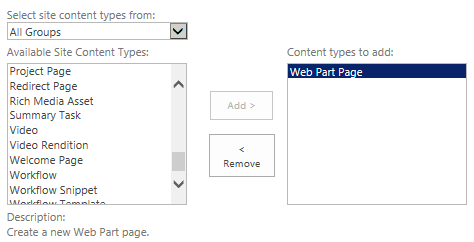 Select site content types from:
All Groups
Available Site Content Types:
Project Page
Redirect Page
Rich Media Asset
Summary Task
Video
Video Rendition
Welcome Page
Workflow
Workflow Snippet
Workflow Template
Add >
<
Remove
Content types to add:
Web Part Page
Description:
Create a new Web Part page.